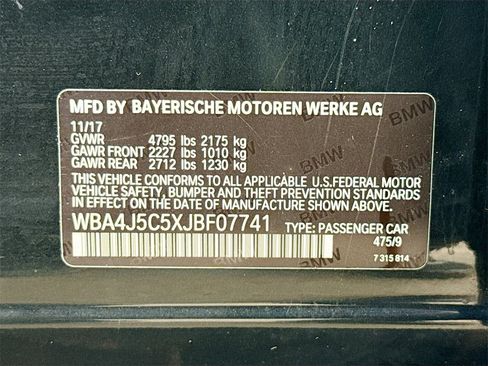 MFD BY BAYERISCHE MOTOREN WERKE AG
11/17
GVWR 4795 lbs 2175 kg
GAWR FRONT 2227 lbs 1010 kg
GAWR REAR 2712 lbs 1230 kg
THIS VEHICLE CONFORMS TO ALL APPLICABLE U.S.FEDERAL MOTOR
VEHICLE SAFETY, BUMPER AND THEFT PREVENTION STANDARDS
IN EFFECT ON THE DATE OF MANUFACTURE SHOWN ABOVE.
WBA4J5C5XJBF07741 TYPE: PASSENGER CAR
475/9
7 315 814